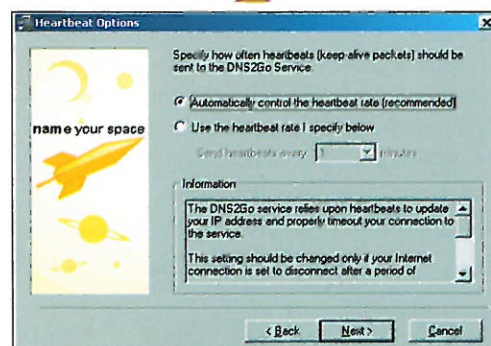 Heartbeat Options
Specify how often heartbeats (keep-alive packets) should be
sent to the DNS2Go Service.
Automatically control the heartbeat rate (recommended)
Use the heartbeat rate I specify below
Send heartbeats every 1 minutes
name your space
Information
The DNS2Go service relies upon heartbeats to update
your IP address and properly timeout your connection to
the service.
This setting should be changed only if your Internet
connection is set to disconnect after a period of
< Back Next > Cancel